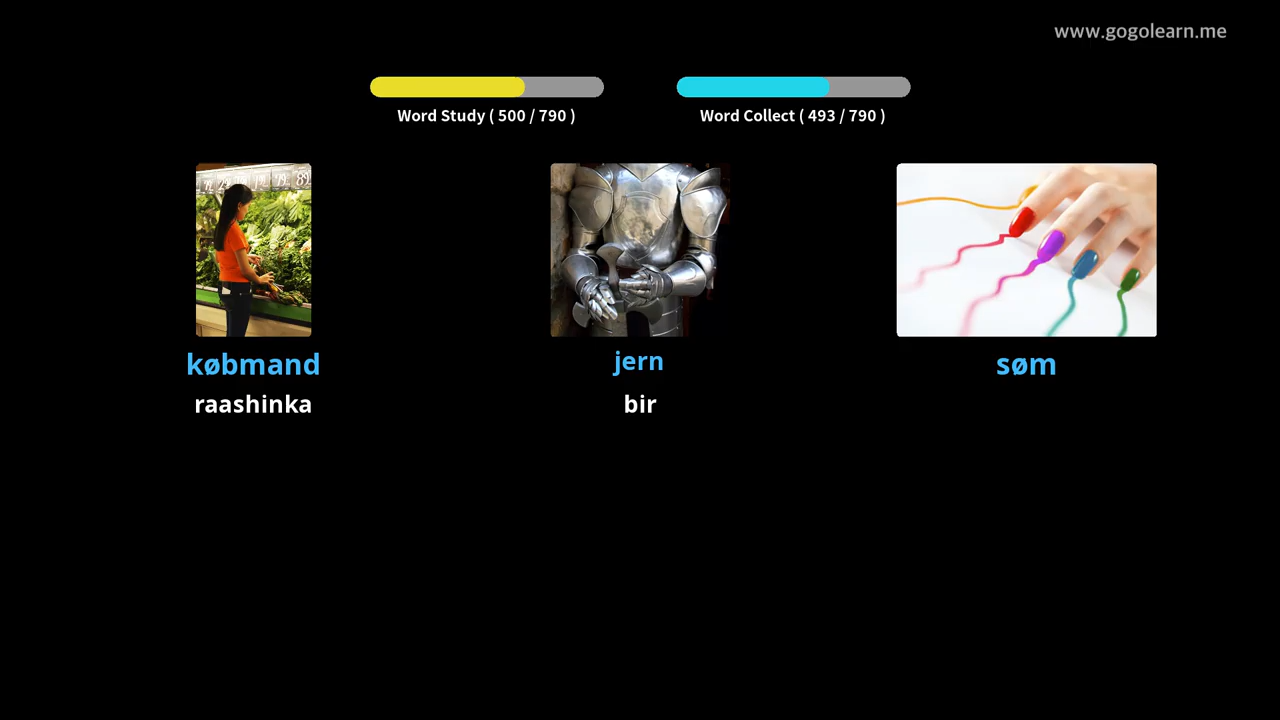 www.gogolearn.me
Word Study ( 500 / 790 )
Word Collect ( 493 / 790 )
købmand
jern
søm
raashinka
bir